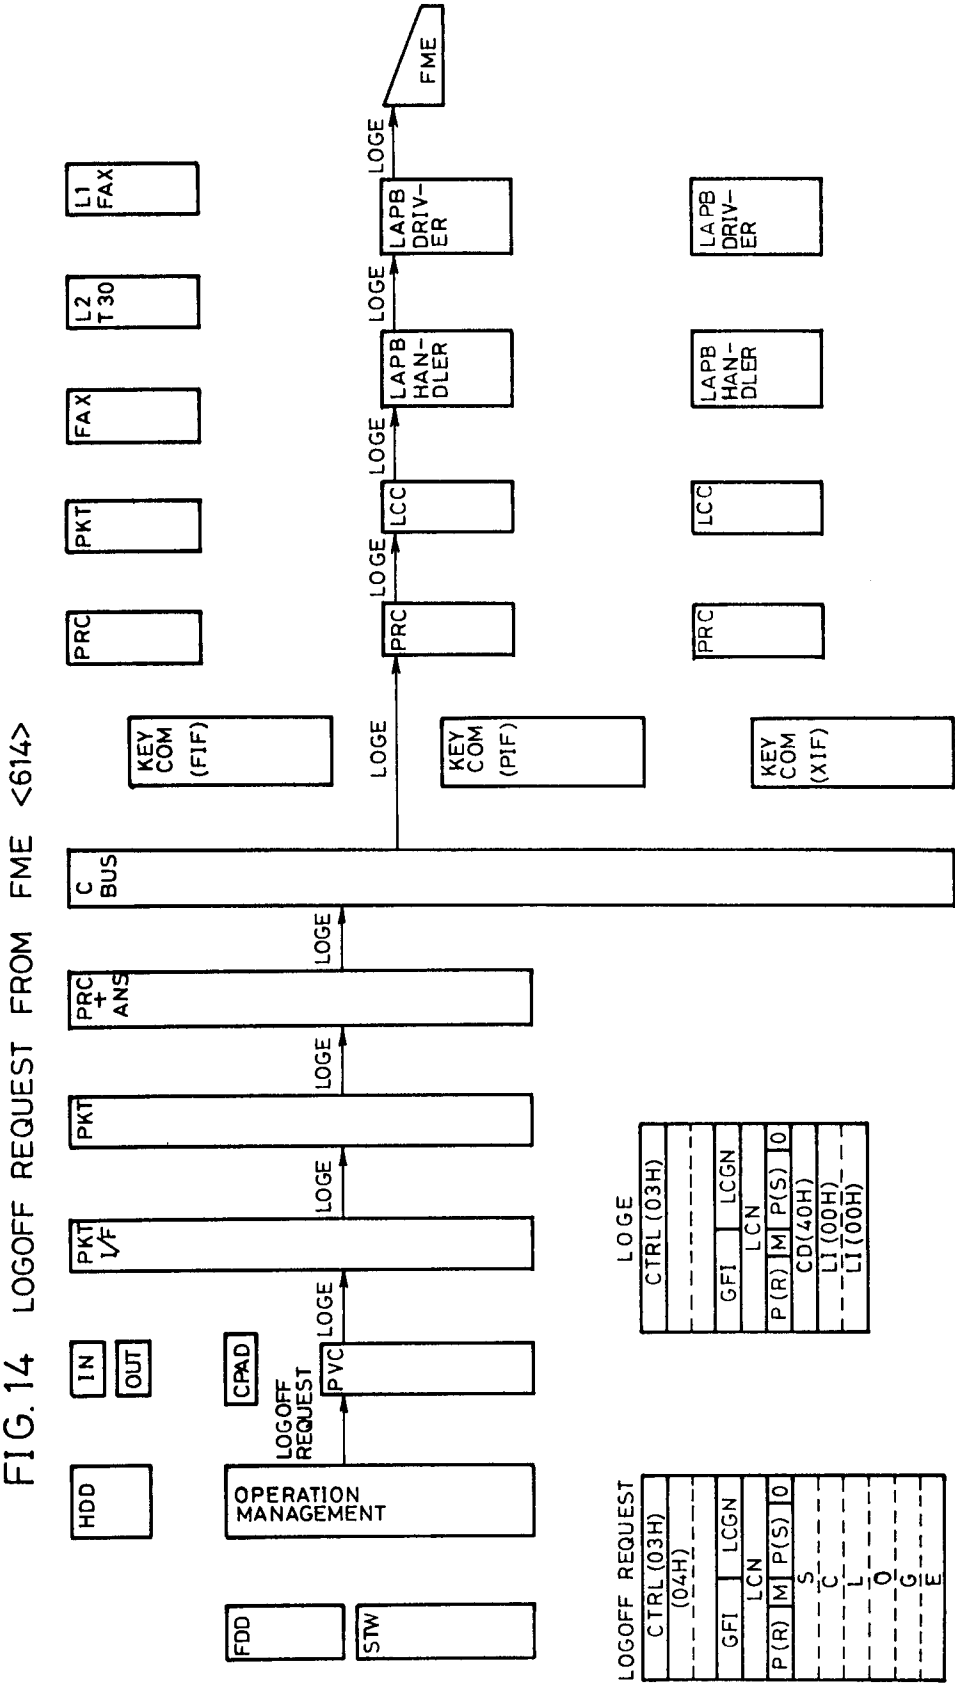 FIG. 14 LOGOFF REQUEST FROM FME <614>
HDD
IN
OUT
PKT
I/F
PKT
PRC
+
ANS
C
BUS
PRC
PKT
FAX
L2
T30
L1
FAX
KEY
COM
(FIF)
FDD
STW
OPERATION
MANAGEMENT
LOGOFF
REQUEST
CPAD
PVC
LOGE
LOGE
LOGE
LOGE
LOGE
PRC
LOGE
LCC
LOGE
LAPB
HAN-
DLER
LOGE
LAPB
DRIV-
ER
LOGE
FME
KEY
COM
(PIF)
KEY
COM
(XIF)
PRC
LCC
LAPB
HAN-
DLER
LAPB
DRIV-
ER
LOGOFF REQUEST
CTRL (03H)
(04H)
GFI LCGN
LCN
P(R) M P(S) 0
S
C
L
O
G
E
LOGE
CTRL (03H)
GFI LCGN
LCN
P(R) M P(S) 0
CD(40H)
LI(00H)
LI(00H)